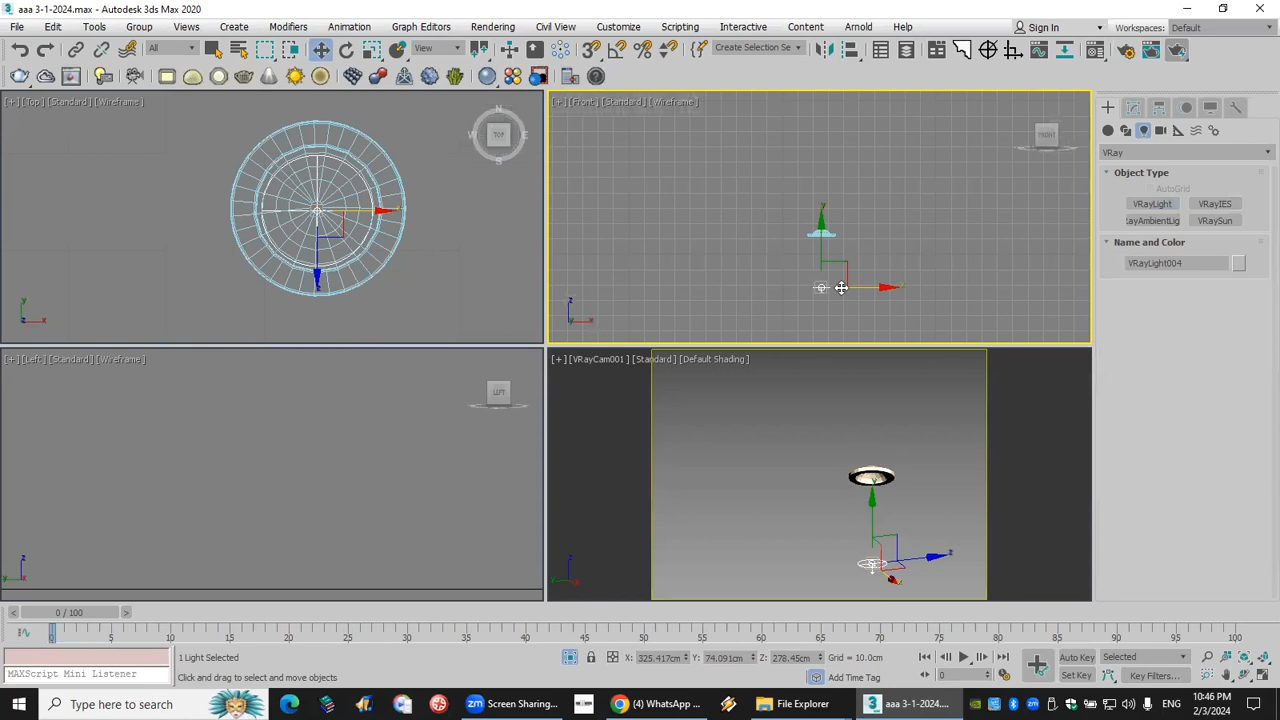 aaa 3-1-2024.max - Autodesk 3ds Max 2020
File Edit Tools Group Views Create Modifiers Animation Graph Editors Rendering Civil View Customize Scripting Interactive Content Arnold Help Sign In Workspaces: Default
All View Create Selection Se
[+] [Top] [Standard] [Wireframe]
[+] [Front] [Standard] [Wireframe]
N
W TOP E
S
FRONT
VRay
Object Type
AutoGrid
VRayLight VRayIES
RayAmbientLig VRaySun
Name and Color
VRayLight004
[+] [Left] [Standard] [Wireframe]
[+] [VRayCam001] [Standard] [Default Shading]
LEFT
0 / 100
0 5 10 15 20 25 30 35 40 45 50 55 60 65 70 75 80 85 90 95 100
1 Light Selected
X: 325.417cm Y: 74.091cm Z: 278.45cm Grid = 10.0cm
Auto Key Selected
MAXScript Mini Listener
Click and drag to select and move objects
Add Time Tag
0
Set Key Key Filters...
Type here to search
Screen Sharing...
(4) WhatsApp ...
File Explorer
aaa 3-1-2024....
10:46 PM
2/3/2024